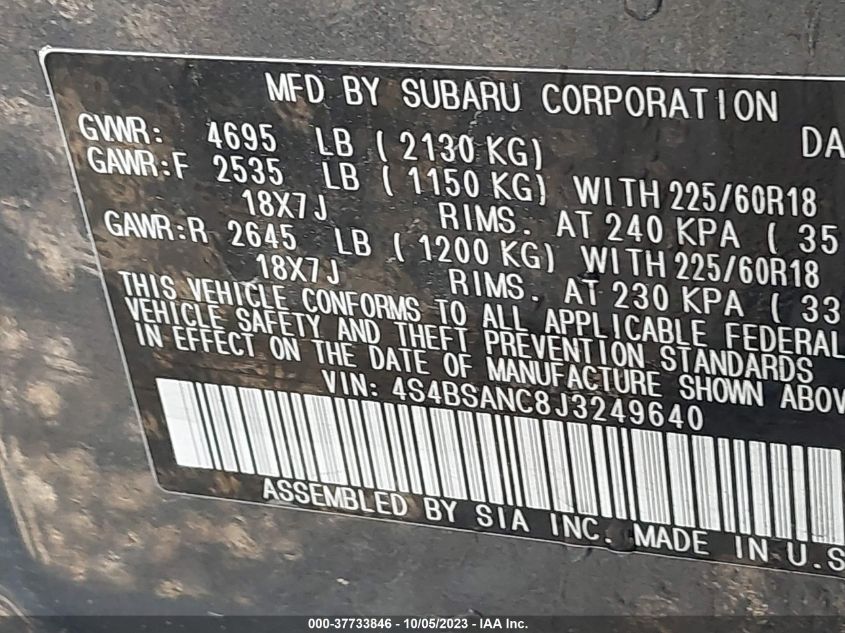 MFD BY SUBARU CORPORATION
DA
GVWR: 4695 LB ( 2130 KG)
GAWR:F 2535 LB ( 1150 KG) WITH 225/60R18
18X7J RIMS. AT 240 KPA ( 35
GAWR:R 2645 LB ( 1200 KG) WITH 225/60R18
18X7J RIMS. AT 230 KPA ( 33
THIS VEHICLE CONFORMS TO ALL APPLICABLE FEDERAL
VEHICLE SAFETY AND THEFT PREVENTION STANDARDS
IN EFFECT ON THE DATE OF MANUFACTURE SHOWN ABOV
VIN: 4S4BSANC8J3249640
ASSEMBLED BY SIA INC. MADE IN U.S
000-37733846 - 10/05/2023 - IAA Inc.